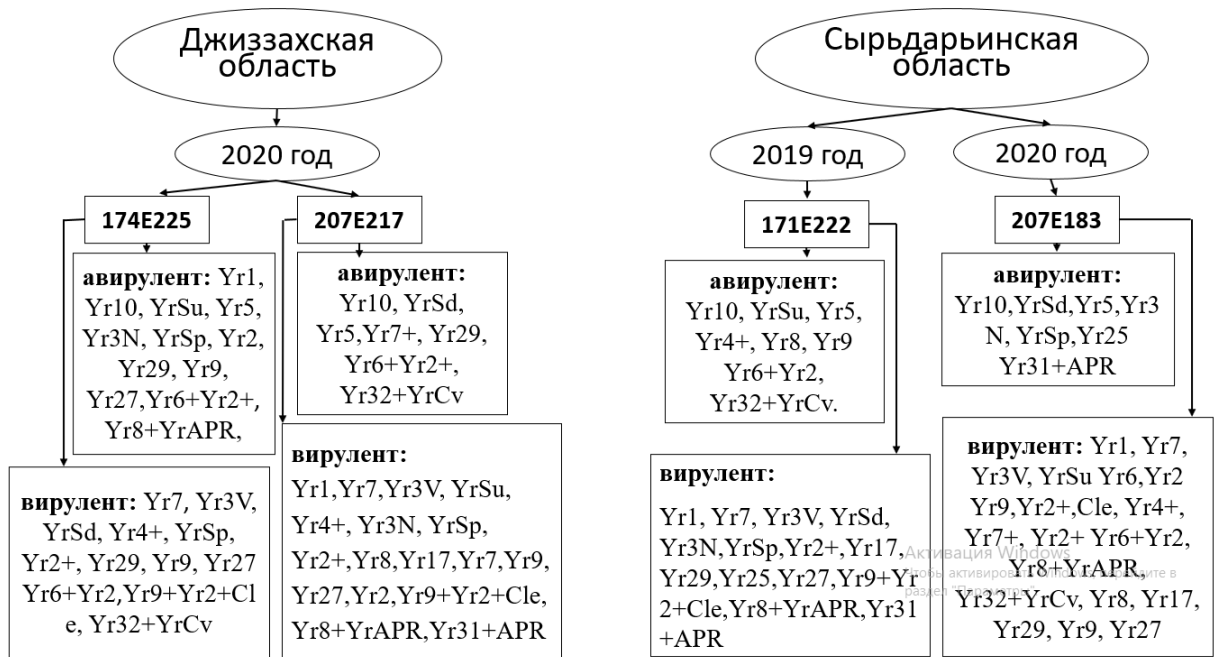 Джиззахская
область
2020 год
174E225
207E217
авирулент: Yr1,
Yr10, YrSu, Yr5,
Yr3N, YrSp, Yr2,
Yr29, Yr9,
Yr27,Yr6+Yr2+,
Yr8+YrAPR,
авирулент:
Yr10, YrSd,
Yr5,Yr7+, Yr29,
Yr6+Yr2+,
Yr32+YrCv
вирулент: Yr7, Yr3V,
YrSd, Yr4+, YrSp,
Yr2+, Yr29, Yr9, Yr27
Yr6+Yr2,Yr9+Yr2+Cl
e, Yr32+YrCv
вирулент:
Yr1,Yr7,Yr3V, YrSu,
Yr4+, Yr3N, YrSp,
Yr2+,Yr8,Yr17,Yr7,Yr9,
Yr27,Yr2,Yr9+Yr2+Cle,
Yr8+YrAPR,Yr31+APR
Сырьдарьинская
область
2019 год
2020 год
171E222
207E183
авирулент:
Yr10, YrSu, Yr5,
Yr4+, Yr8, Yr9
Yr6+Yr2,
Yr32+YrCv.
авирулент:
Yr10,YrSd,Yr5,Yr3
N, YrSp,Yr25
Yr31+APR
вирулент:
Yr1, Yr7, Yr3V, YrSd,
Yr3N,YrSp,Yr2+,Yr17,
Yr29,Yr25,Yr27,Yr9+Yr
2+Cle,Yr8+YrAPR,Yr31
+APR
вирулент: Yr1, Yr7,
Yr3V, YrSu Yr6,Yr2
Yr9,Yr2+,Cle, Yr4+,
Yr7+, Yr2+ Yr6+Yr2,
Yr8+YrAPR,
Yr32+YrCv, Yr8, Yr17,
Yr29, Yr9, Yr27
Активация Windows
Чтобы активировать Windows,
раздел "Параметры".